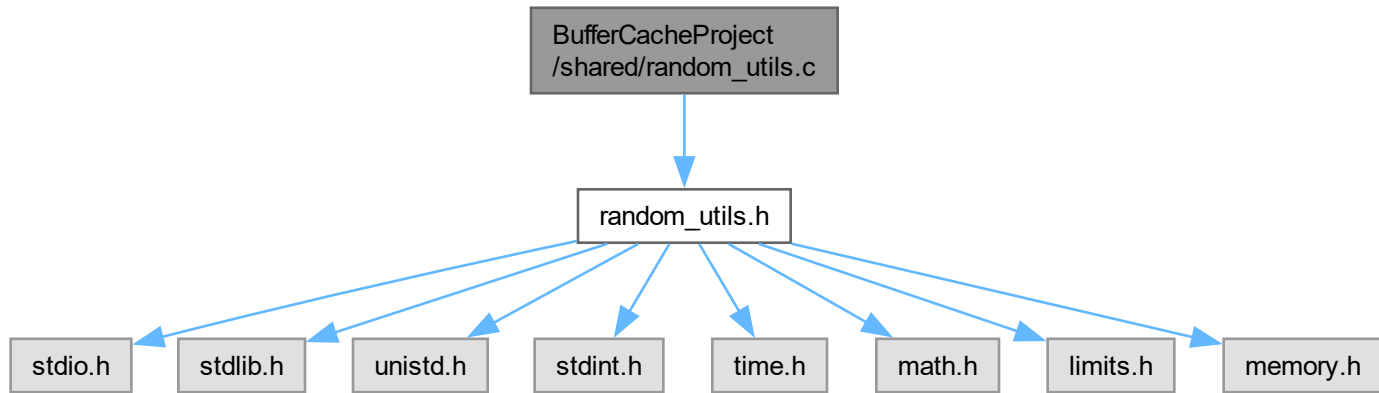 BufferCacheProject
/shared/random_utils.c
random_utils.h
stdio.h
stdlib.h
unistd.h
stdint.h
time.h
math.h
limits.h
memory.h